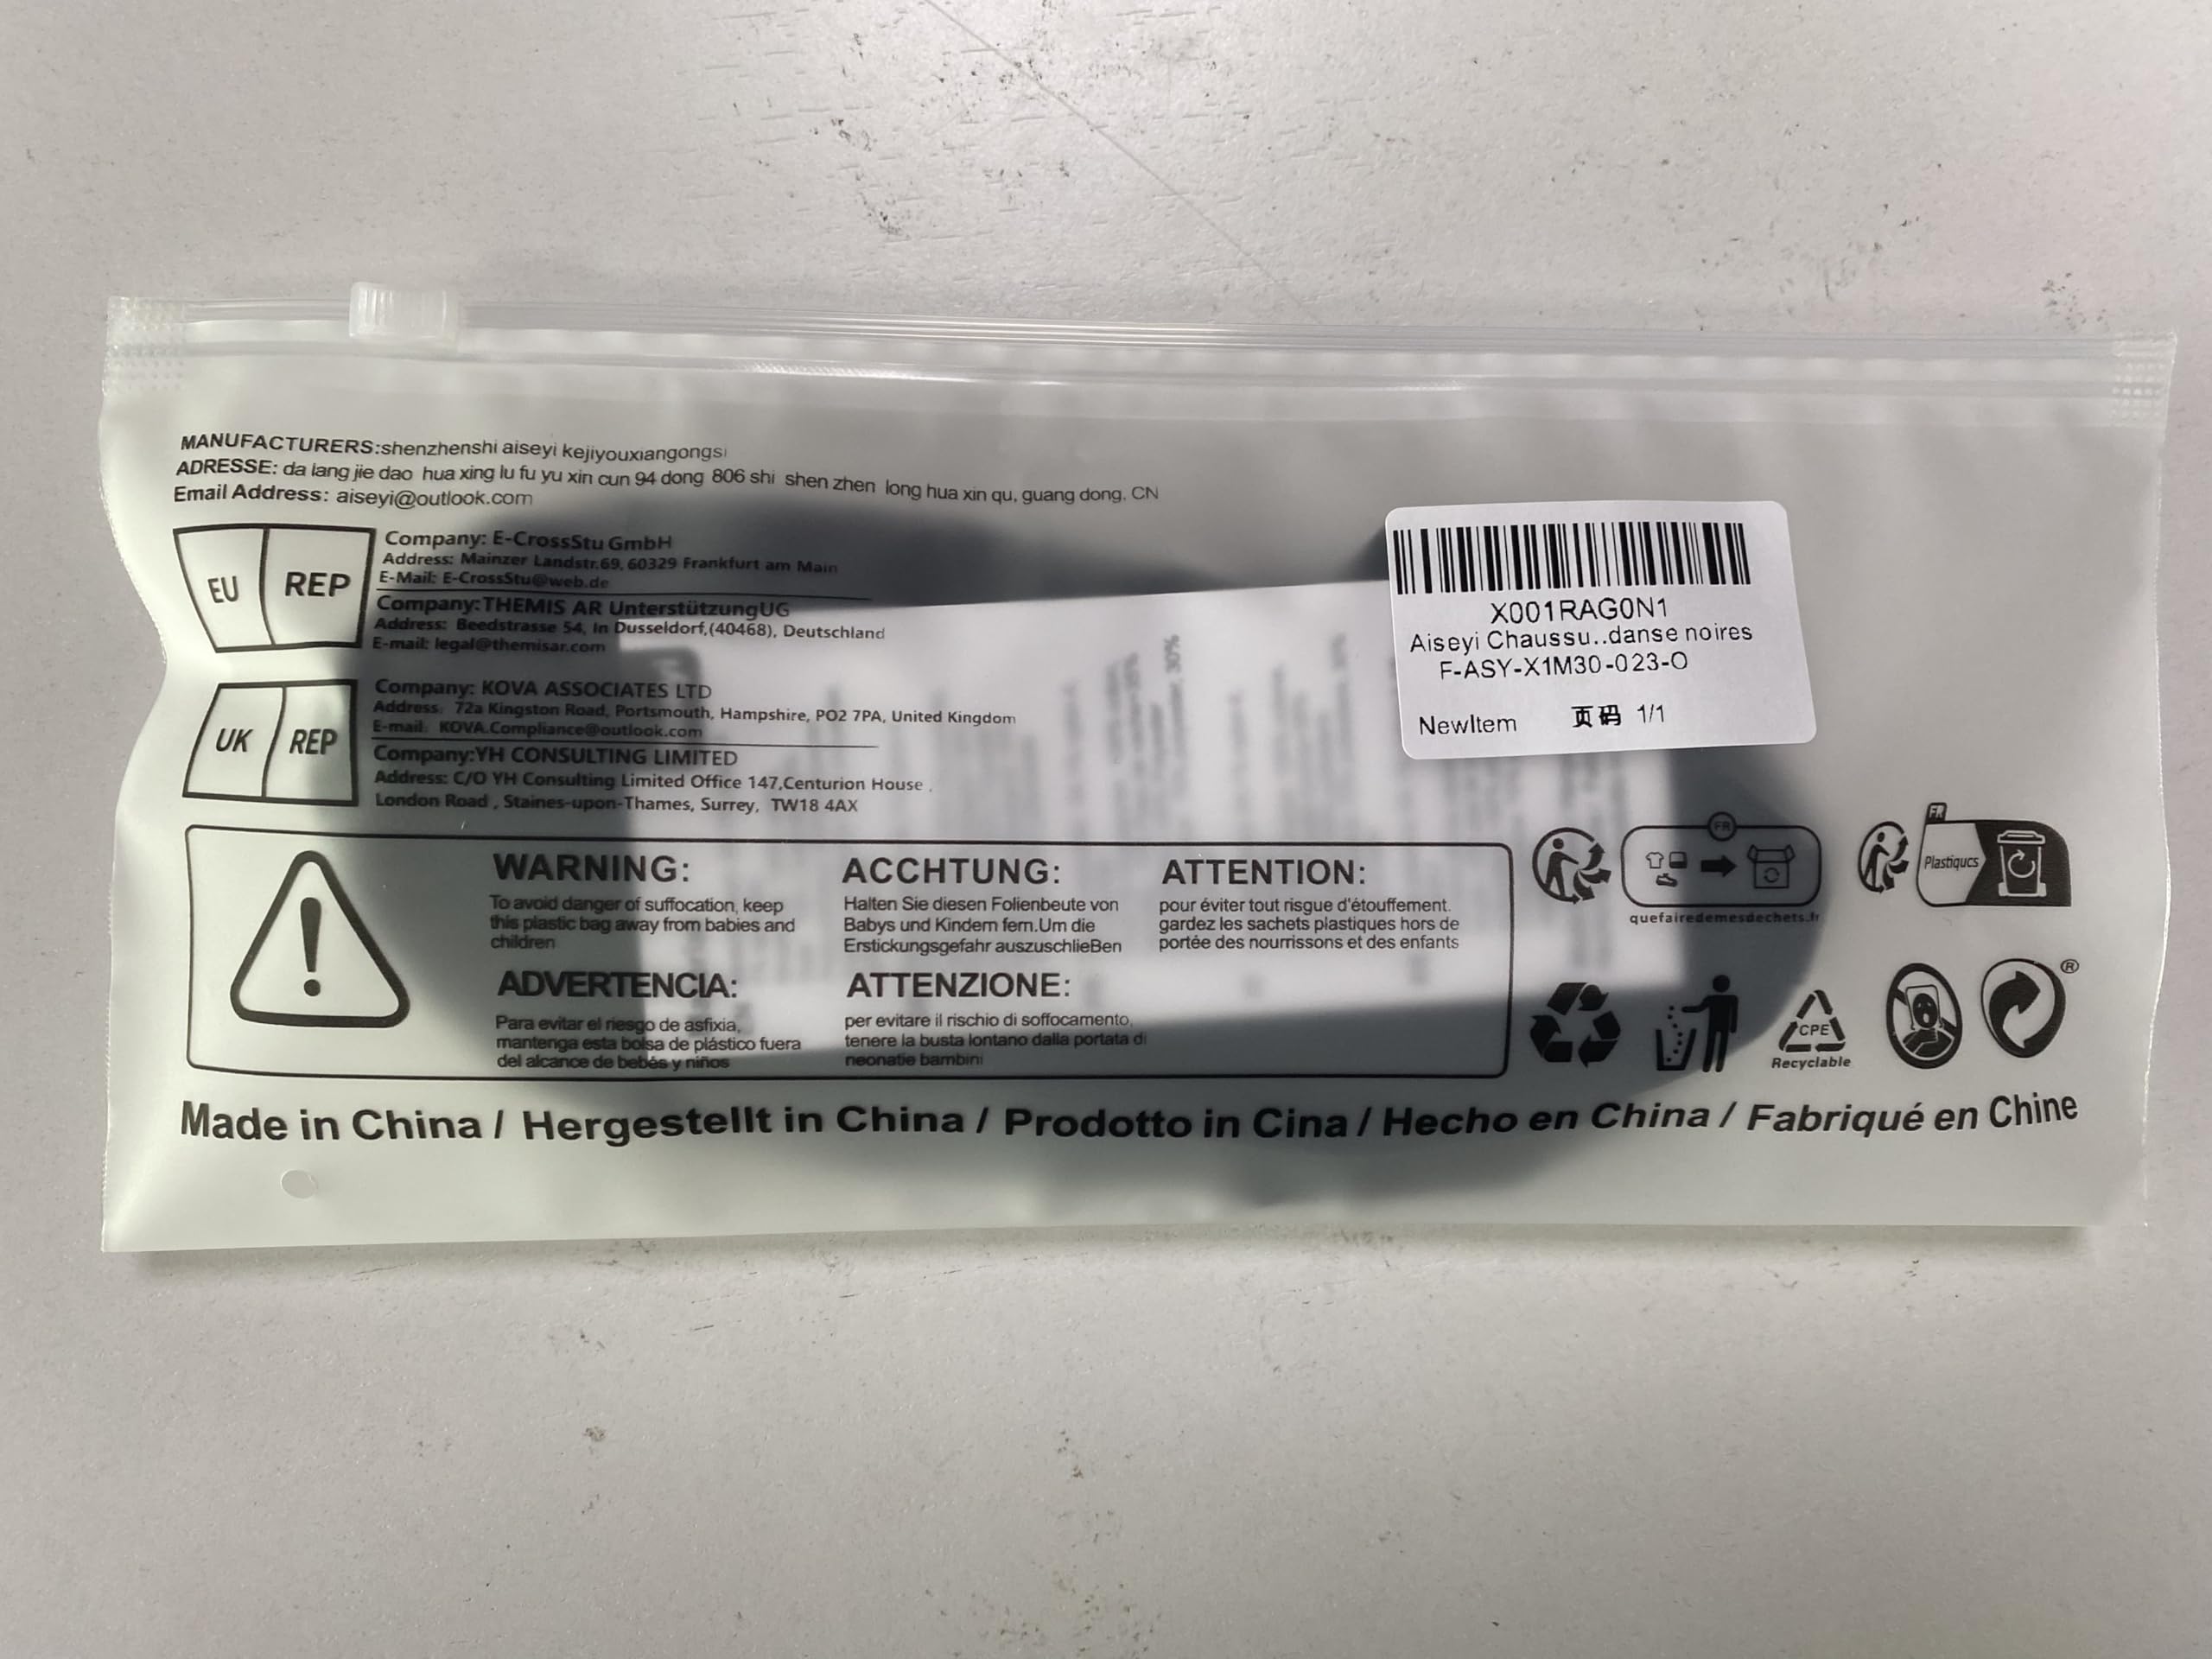 MANUFACTURERS:shenzhenshi aiseyi kejiyouxiangongsi
ADRESSE: da lang jie dao hua xing lu fu yu xin cun 94 dong 806 shi shen zhen long hua xin qu, guang dong. CN
Email Address: aiseyi@outlook.com
EU REP
Company: E-CrossStu GmbH
Address: Mainzer Landstr.69, 60329 Frankfurt am Main
E-Mail: E-CrossStu@web.de
Company:THEMIS AR UnterstützungUG
Address: Beedstrasse 54, in Dusseldorf,(40468), Deutschland
E-mail: legal@themisar.com
UK REP
Company: KOVA ASSOCIATES LTD
Address: 72a Kingston Road, Portsmouth, Hampshire, PO2 7PA, United Kingdom
E-mail: KOVA.Compliance@outlook.com
Company:YH CONSULTING LIMITED
Address: C/O YH Consulting Limited Office 147,Centurion House ,
London Road , Staines-upon-Thames, Surrey, TW18 4AX
X001RAG0N1
Aiseyi Chaussu..danse noires
F-ASY-X1M30-023-O
NewItem 页码 1/1
WARNING:
To avoid danger of suffocation, keep
this plastic bag away from babies and
children
ACCHTUNG:
Halten Sie diesen Folienbeute von
Babys und Kindern fern.Um die
Erstickungsgefahr auszuschlieBen
ATTENTION:
pour éviter tout risgue d'étouffement.
gardez les sachets plastiques hors de
portée des nourrissons et des enfants
ADVERTENCIA:
Para evitar el riesgo de asfixia,
mantenga esta bolsa de plástico fuera
del alcance de bebés y niños
ATTENZIONE:
per evitare il rischio di soffocamento,
tenere la busta lontano dalla portata di
neonatie bambini
FR
quefairedemesdechets.fr
FR
Plastiqucs
CPE
Recyclable
®
Made in China / Hergestellt in China / Prodotto in Cina / Hecho en China / Fabriqué en Chine
30%